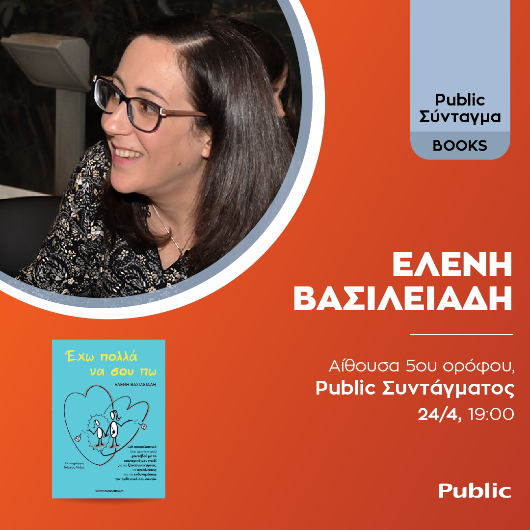 Public
Σύνταγμα
BOOKS
ΕΛΕΝΗ
ΒΑΣΙΛΕΙΑΔΗ
Αίθουσα 5ου ορόφου,
Public Συντάγματος
24/4, 19:00
Έχω πολλά
να σου πω
ΕΛΕΝΗ ΒΑΣΙΛΕΙΑΔΗ
Public